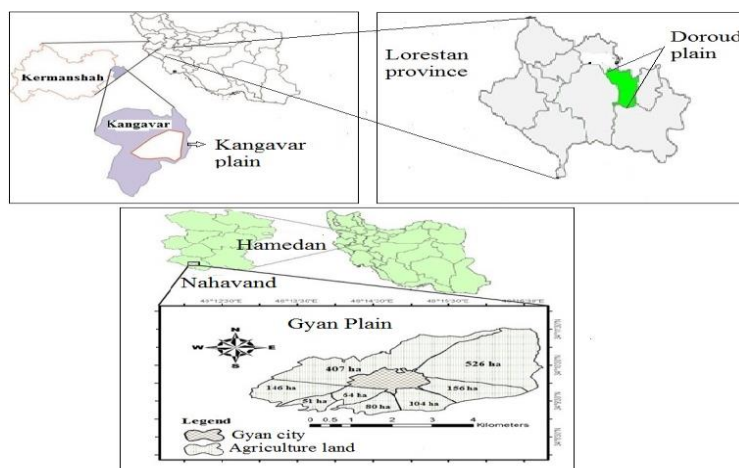 Kermanshah
Kangavar
Kangavar
plain
Lorestan
province
Doroud
plain
Hamedan
Nahavand
Gyan Plain
N
W E
S
407 ha
526 ha
146 ha
64 ha
156 ha
51 ha
80 ha
104 ha
Legend
0 0.5 1 2 3 4
Kilometers
Gyan city
Agriculture land